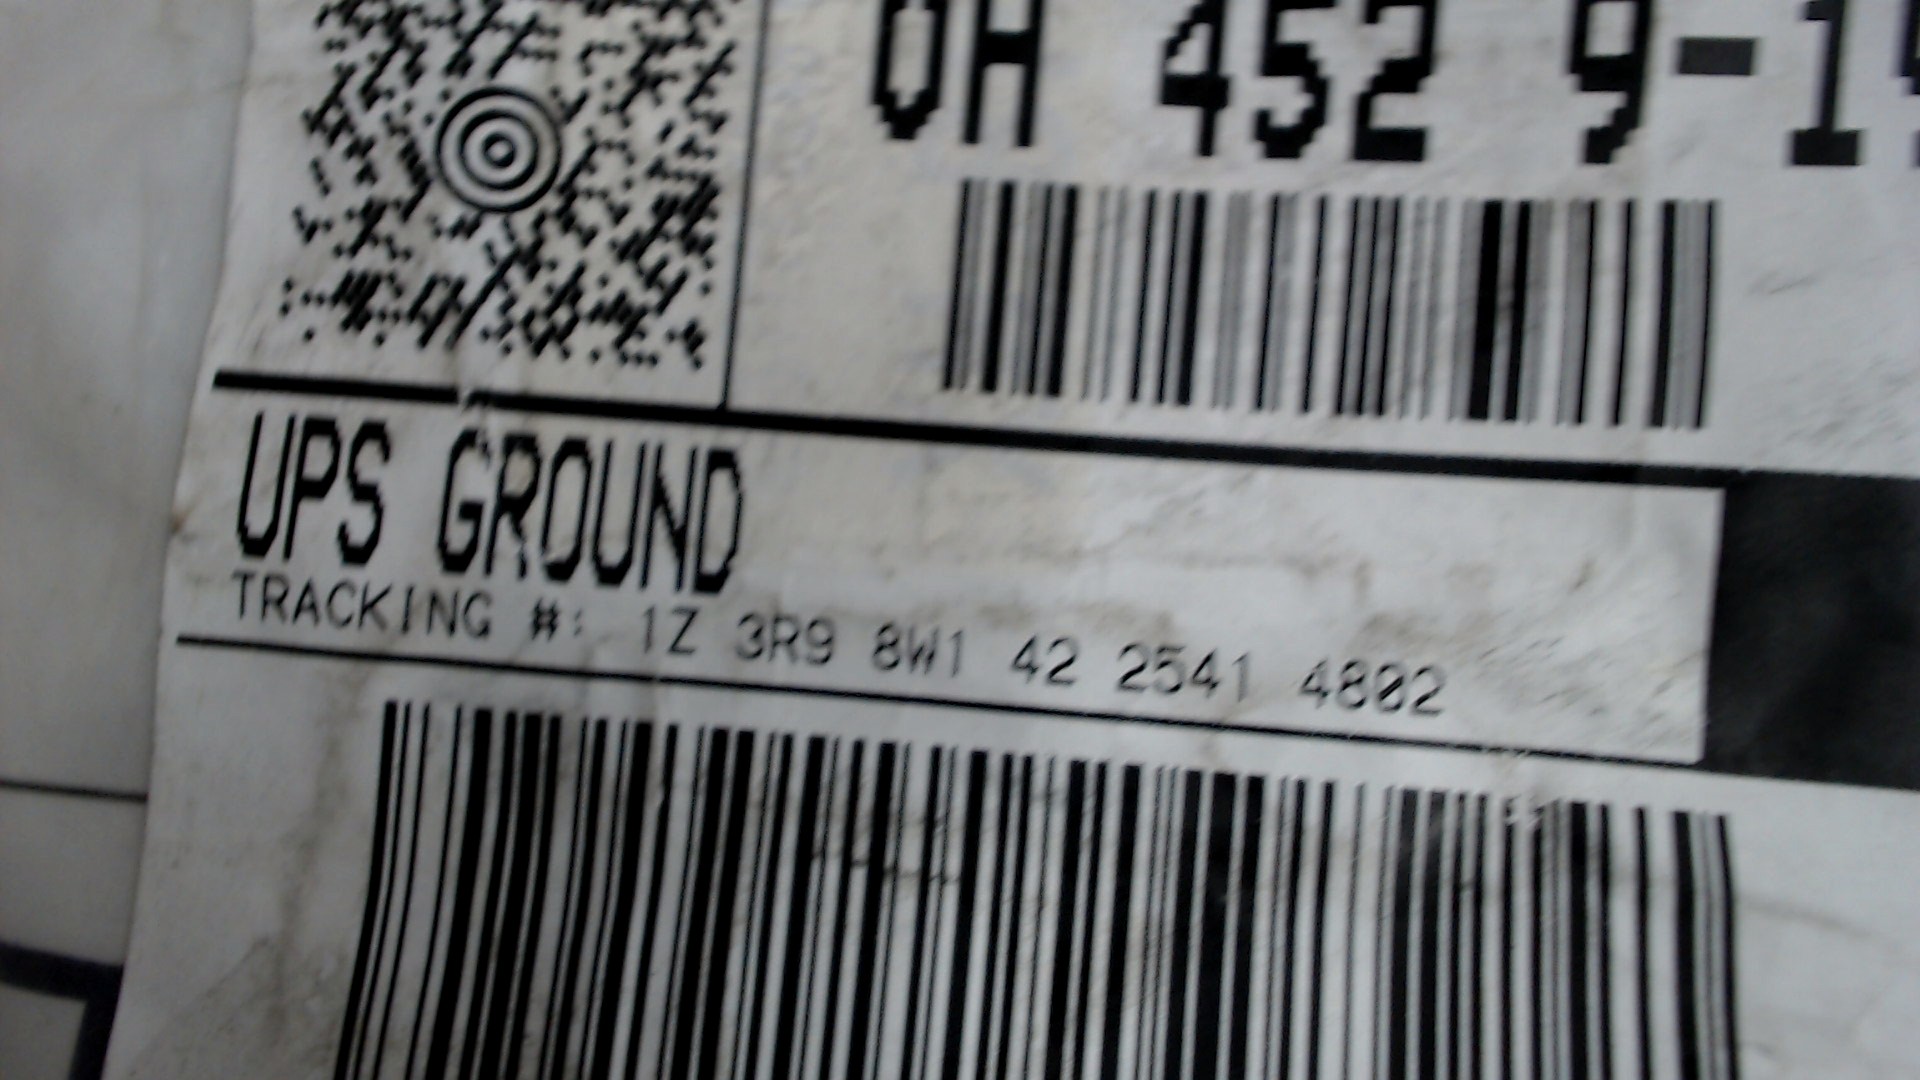 OH 452 9-1
UPS GROUND
TRACKING #: 1Z 3R9 8W1 42 2541 4802